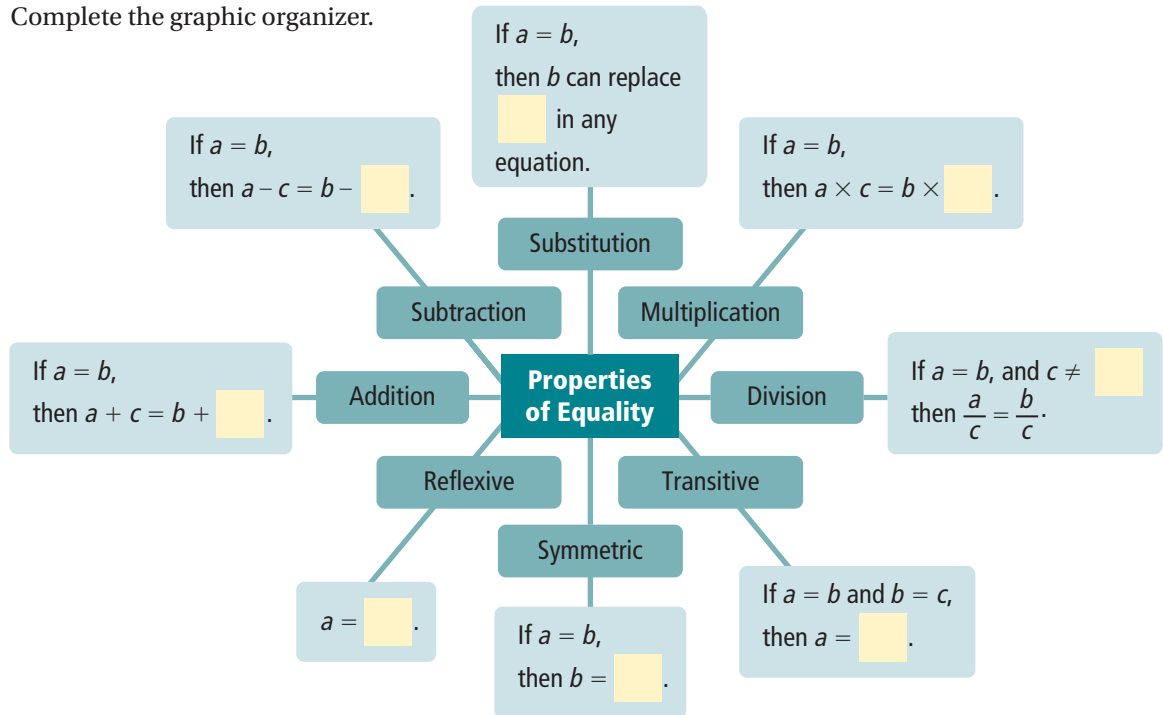 Complete the graphic organizer.
If a = b,
then b can replace
in any
equation.
If a = b,
then a – c = b – .
If a = b,
then a × c = b × .
Substitution
Subtraction
Multiplication
If a = b,
then a + c = b + .
Addition
Properties
of Equality
Division
If a = b, and c ≠
then a/c = b/c.
Reflexive
Transitive
Symmetric
a = .
If a = b,
then b = .
If a = b and b = c,
then a = .